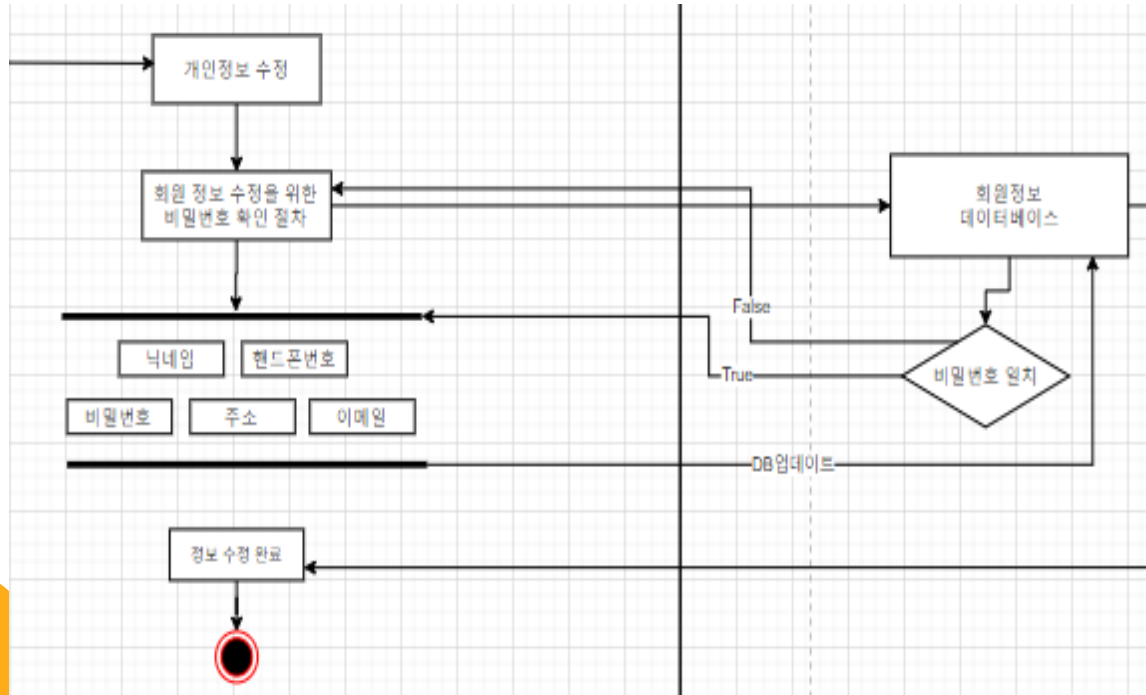 개인정보 수정
회원 정보 수정을 위한
비밀번호 확인 절차
회원정보
데이터베이스
False
True
비밀번호 일치
닉네임
핸드폰번호
비밀번호
주소
이메일
DB업데이트
정보 수정 완료